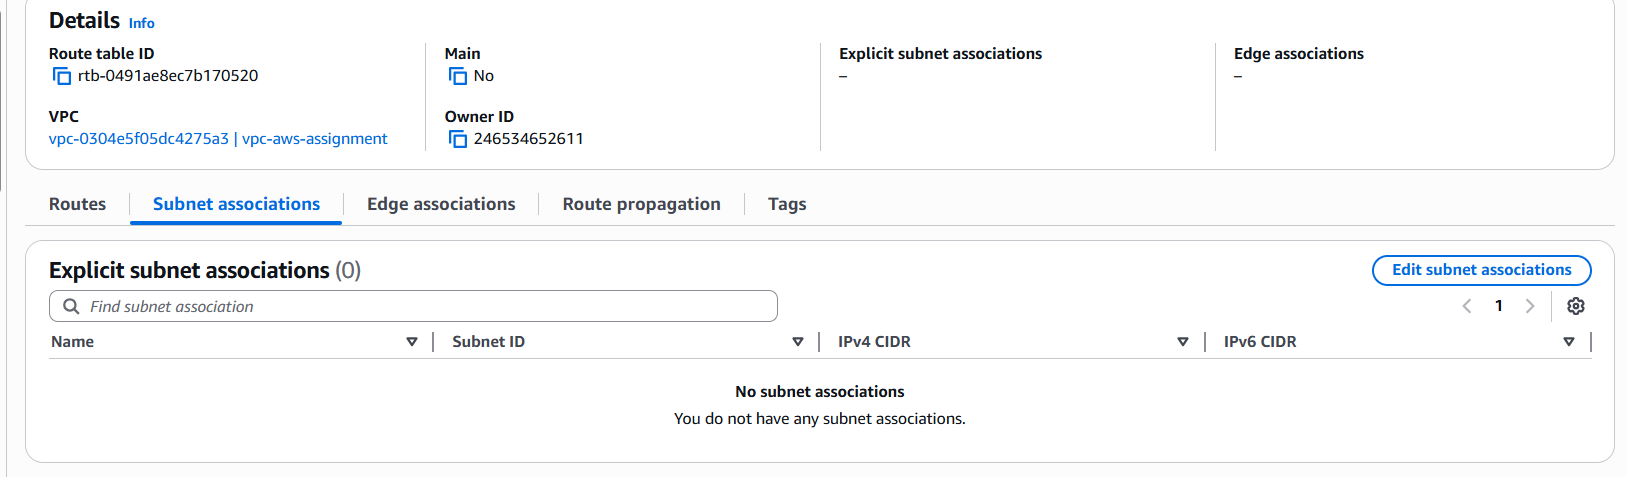 Details Info
Route table ID
rtb-0491ae8ec7b170520
Main
No
Explicit subnet associations
–
Edge associations
–
VPC
vpc-0304e5f05dc4275a3 | vpc-aws-assignment
Owner ID
246534652611
Routes Subnet associations Edge associations Route propagation Tags
Explicit subnet associations (0)
Edit subnet associations
Find subnet association
1
Name Subnet ID IPv4 CIDR IPv6 CIDR
No subnet associations
You do not have any subnet associations.